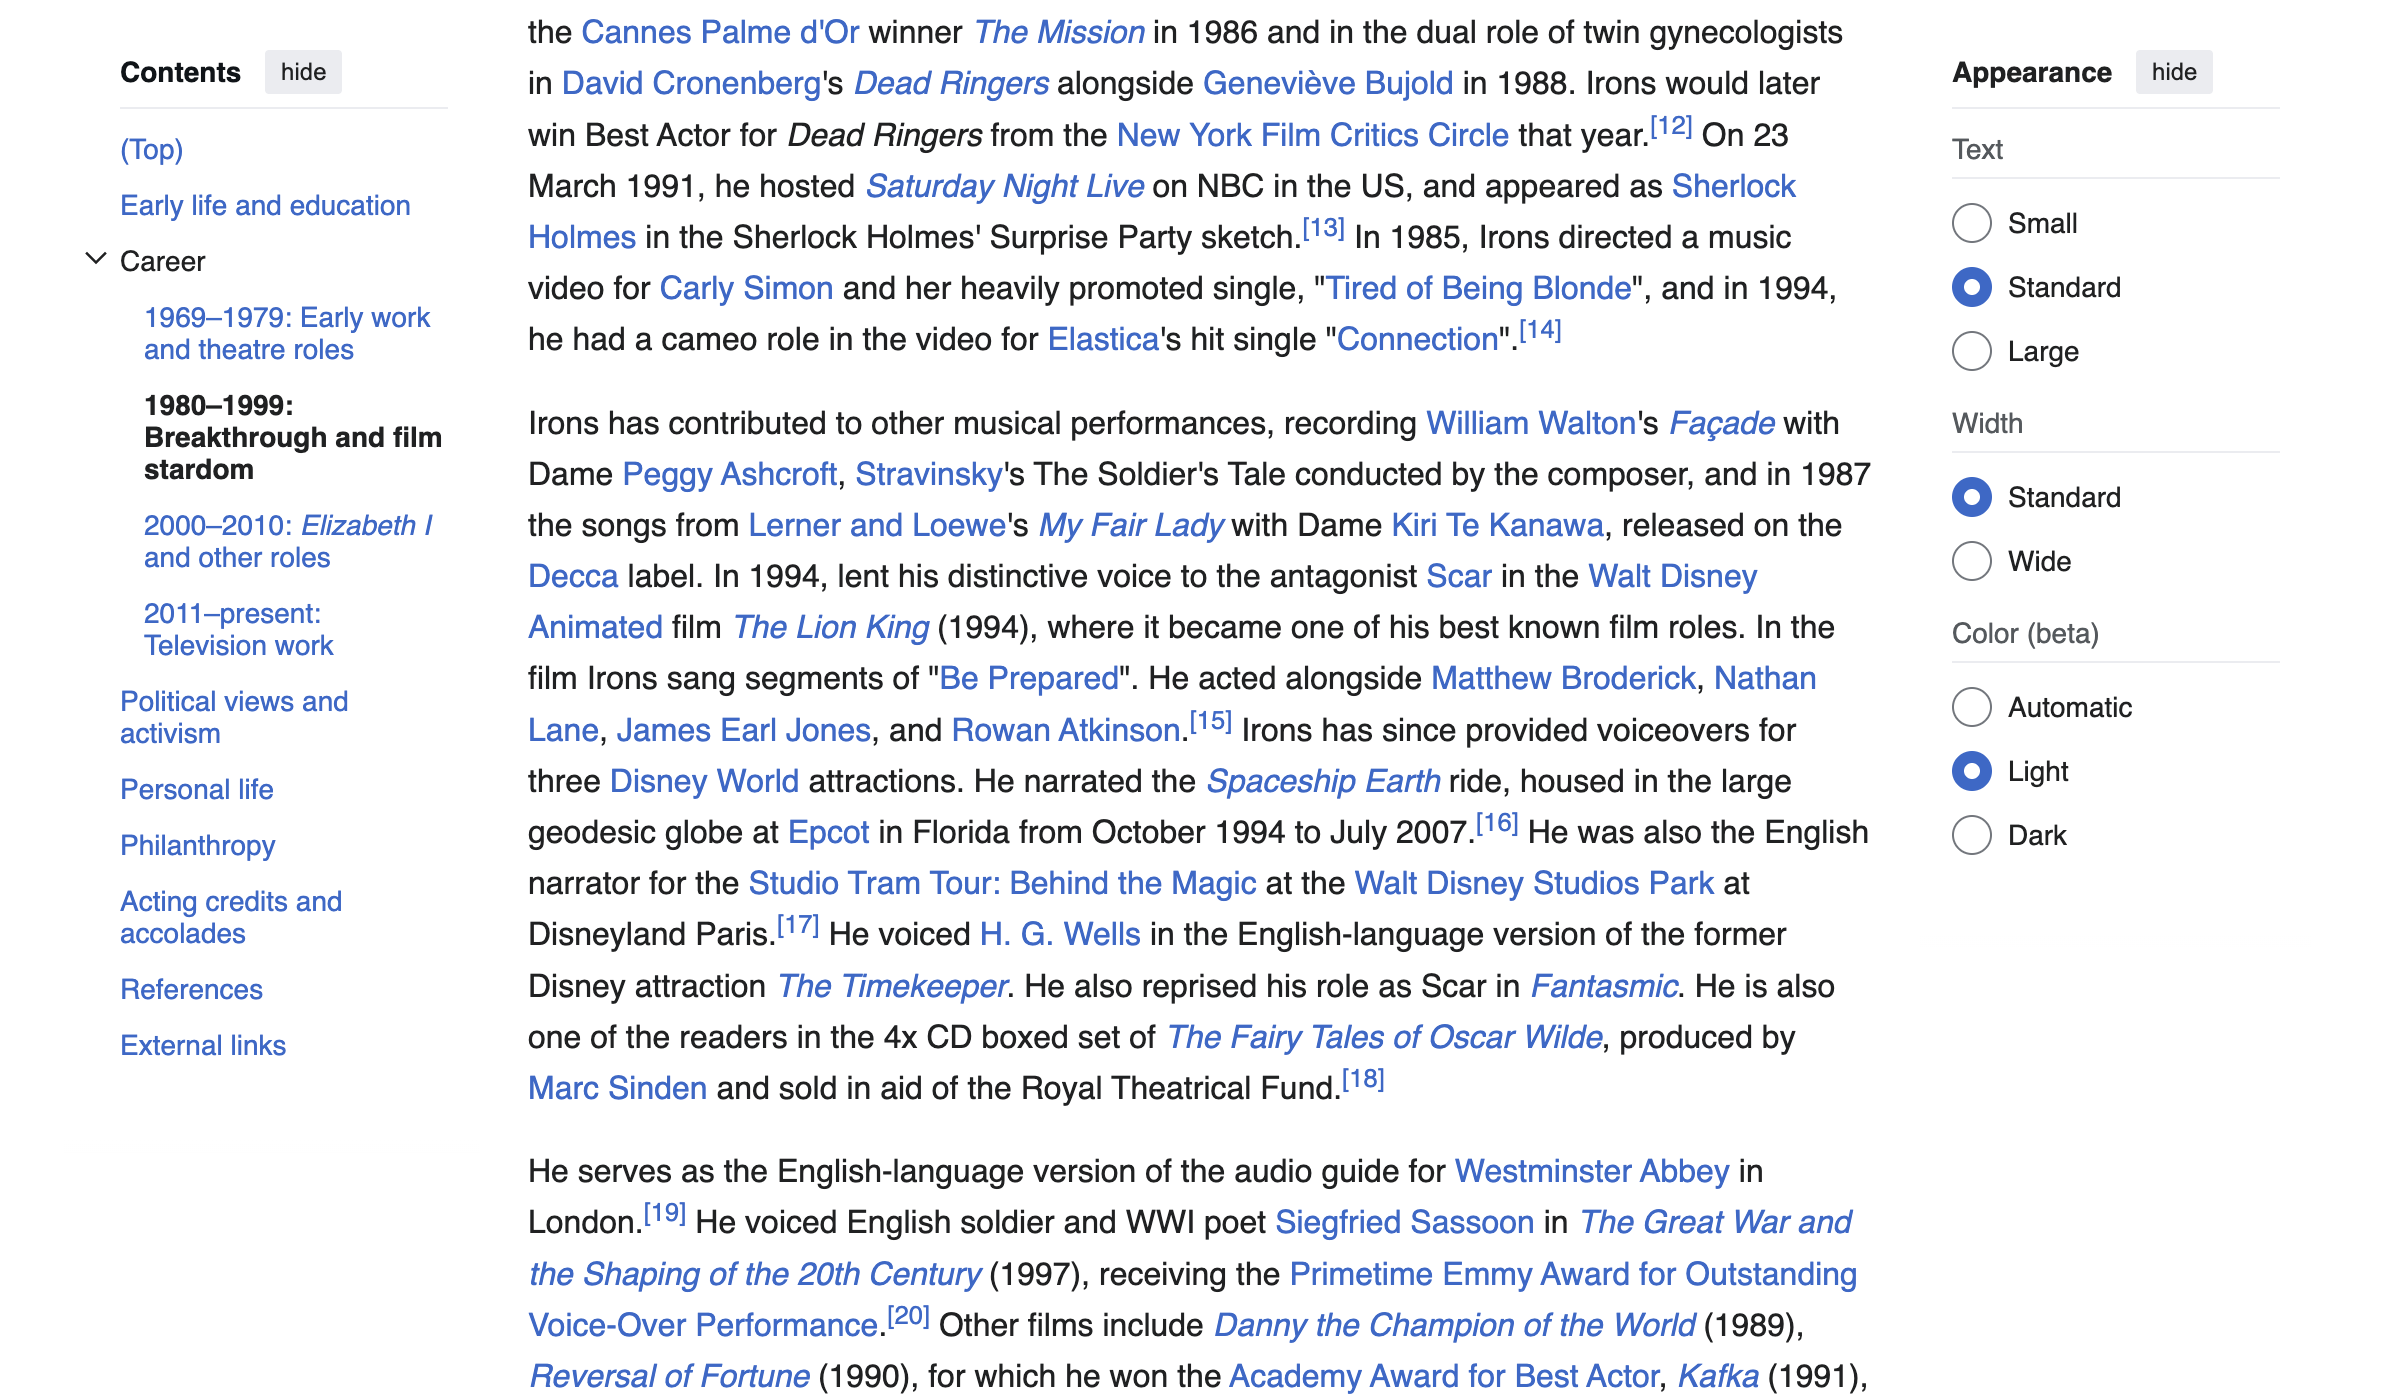 Contents hide
(Top)
Early life and education
Career
1969–1979: Early work
and theatre roles
1980–1999:
Breakthrough and film
stardom
2000–2010: Elizabeth I
and other roles
2011–present:
Television work
Political views and
activism
Personal life
Philanthropy
Acting credits and
accolades
References
External links
the Cannes Palme d'Or winner The Mission in 1986 and in the dual role of twin gynecologists
in David Cronenberg's Dead Ringers alongside Geneviève Bujold in 1988. Irons would later
win Best Actor for Dead Ringers from the New York Film Critics Circle that year.[12] On 23
March 1991, he hosted Saturday Night Live on NBC in the US, and appeared as Sherlock
Holmes in the Sherlock Holmes' Surprise Party sketch.[13] In 1985, Irons directed a music
video for Carly Simon and her heavily promoted single, "Tired of Being Blonde", and in 1994,
he had a cameo role in the video for Elastica's hit single "Connection".[14]
Irons has contributed to other musical performances, recording William Walton's Façade with
Dame Peggy Ashcroft, Stravinsky's The Soldier's Tale conducted by the composer, and in 1987
the songs from Lerner and Loewe's My Fair Lady with Dame Kiri Te Kanawa, released on the
Decca label. In 1994, lent his distinctive voice to the antagonist Scar in the Walt Disney
Animated film The Lion King (1994), where it became one of his best known film roles. In the
film Irons sang segments of "Be Prepared". He acted alongside Matthew Broderick, Nathan
Lane, James Earl Jones, and Rowan Atkinson.[15] Irons has since provided voiceovers for
three Disney World attractions. He narrated the Spaceship Earth ride, housed in the large
geodesic globe at Epcot in Florida from October 1994 to July 2007.[16] He was also the English
narrator for the Studio Tram Tour: Behind the Magic at the Walt Disney Studios Park at
Disneyland Paris.[17] He voiced H. G. Wells in the English-language version of the former
Disney attraction The Timekeeper. He also reprised his role as Scar in Fantasmic. He is also
one of the readers in the 4x CD boxed set of The Fairy Tales of Oscar Wilde, produced by
Marc Sinden and sold in aid of the Royal Theatrical Fund.[18]
He serves as the English-language version of the audio guide for Westminster Abbey in
London.[19] He voiced English soldier and WWI poet Siegfried Sassoon in The Great War and
the Shaping of the 20th Century (1997), receiving the Primetime Emmy Award for Outstanding
Voice-Over Performance.[20] Other films include Danny the Champion of the World (1989),
Reversal of Fortune (1990), for which he won the Academy Award for Best Actor, Kafka (1991),
Appearance hide
Text
Small
Standard
Large
Width
Standard
Wide
Color (beta)
Automatic
Light
Dark